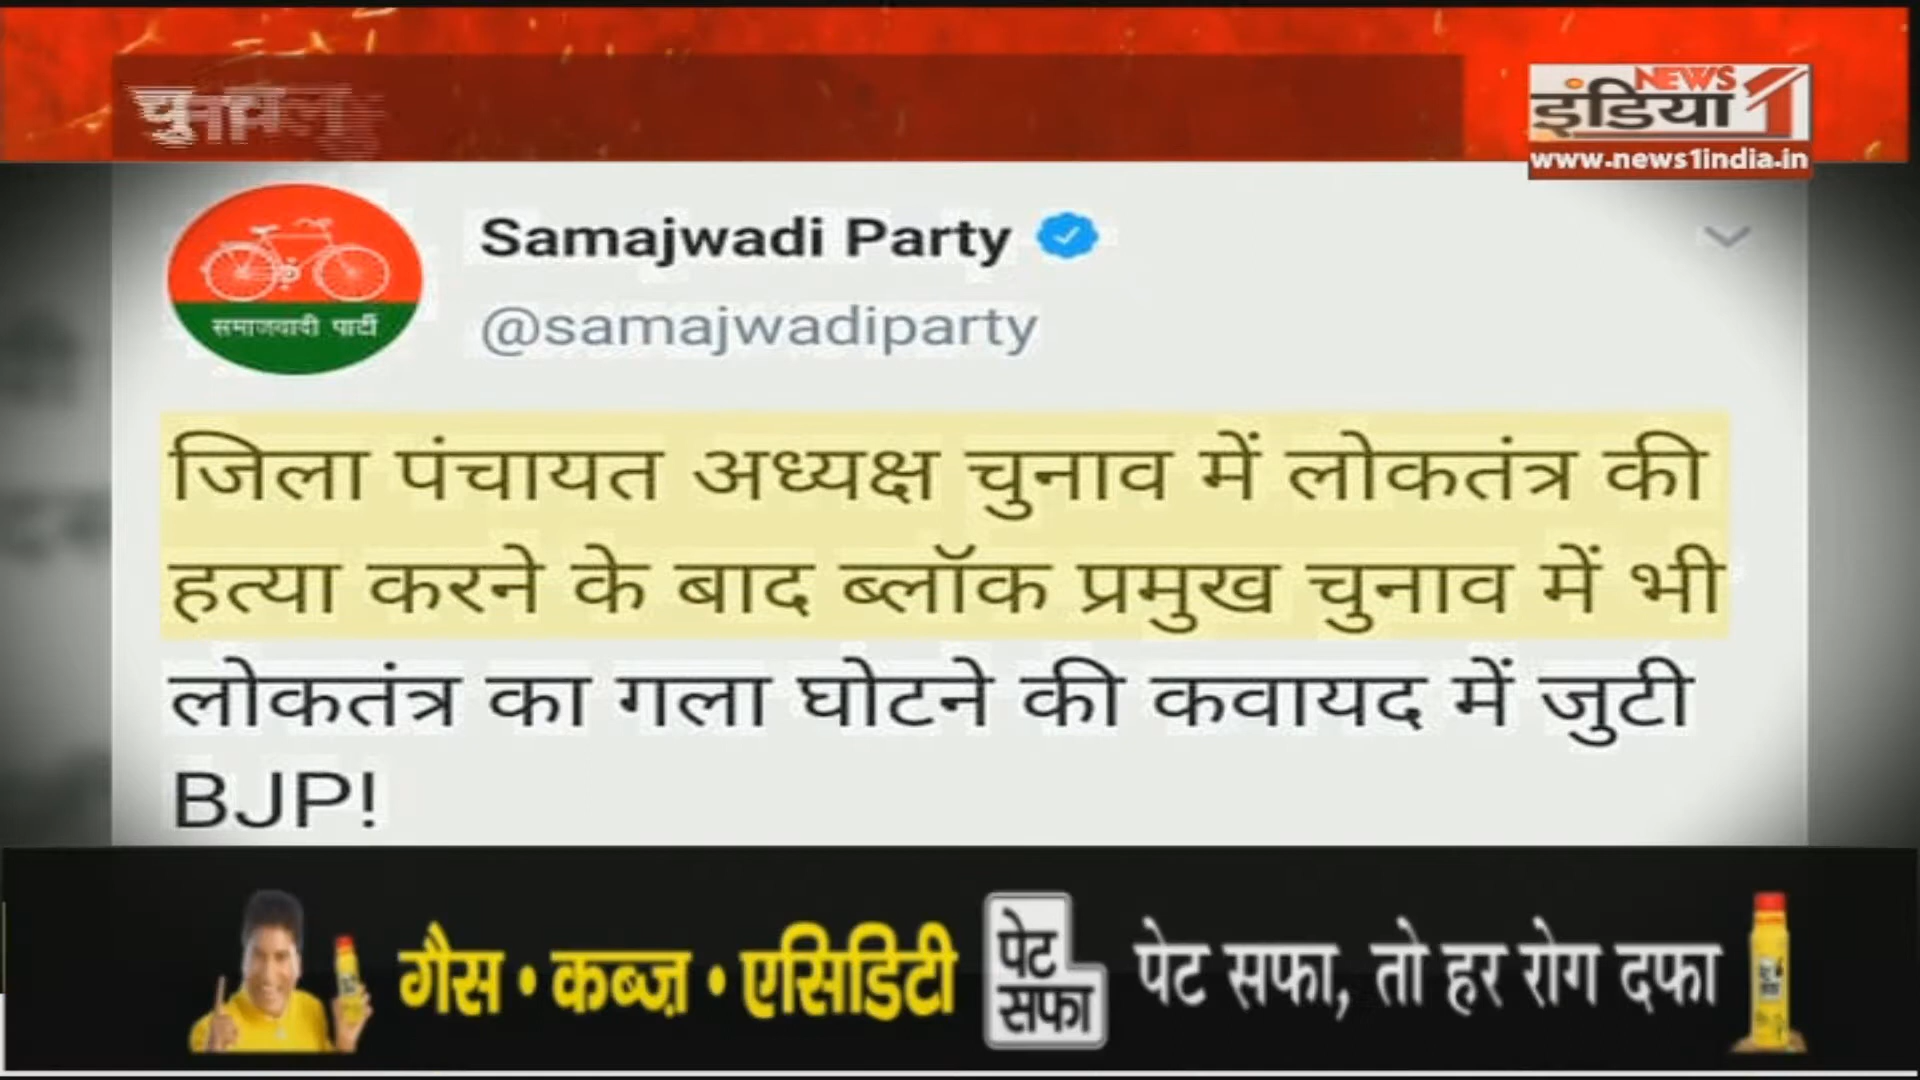 NEWS
इंडिया 1
www.news1india.in
Samajwadi Party
@samajwadiparty
समाजवादी पार्टी
जिला पंचायत अध्यक्ष चुनाव में लोकतंत्र की
हत्या करने के बाद ब्लॉक प्रमुख चुनाव में भी
लोकतंत्र का गला घोटने की कवायद में जुटी
BJP!
गैस • कब्ज़ • एसिडिटी
पेट
सफा
पेट सफा, तो हर रोग दफा